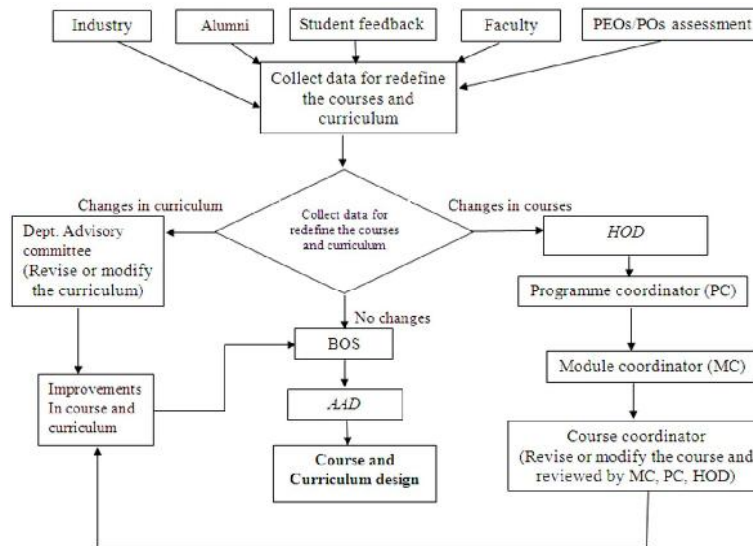 Industry
Alumni
Student feedback
Faculty
PEOs/POs assessment
Collect data for redefine
the courses and
curriculum
Changes in curriculum
Collect data for
redefine the courses
and curriculum
Changes in courses
Dept. Advisory
committee
(Revise or modify
the curriculum)
HOD
Programme coordinator (PC)
No changes
BOS
Module coordinator (MC)
Improvements
In course and
curriculum
AAD
Course and
Curriculum design
Course coordinator
(Revise or modify the course and
reviewed by MC, PC, HOD)